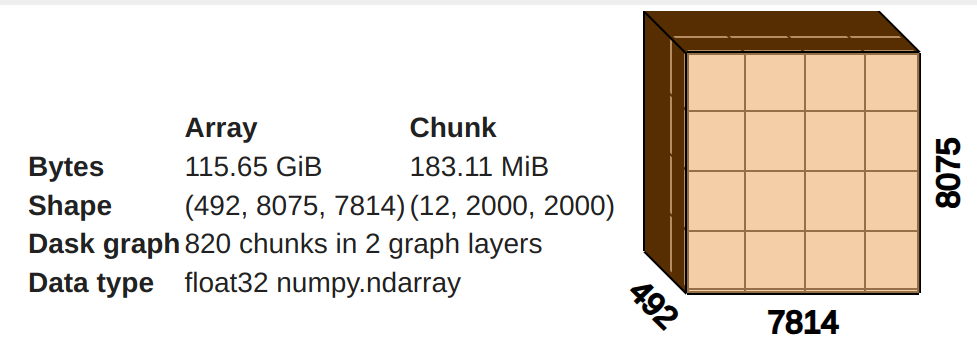 Array Chunk
Bytes 115.65 GiB 183.11 MiB
Shape (492, 8075, 7814) (12, 2000, 2000)
Dask graph 820 chunks in 2 graph layers
Data type float32 numpy.ndarray
8075
492
7814